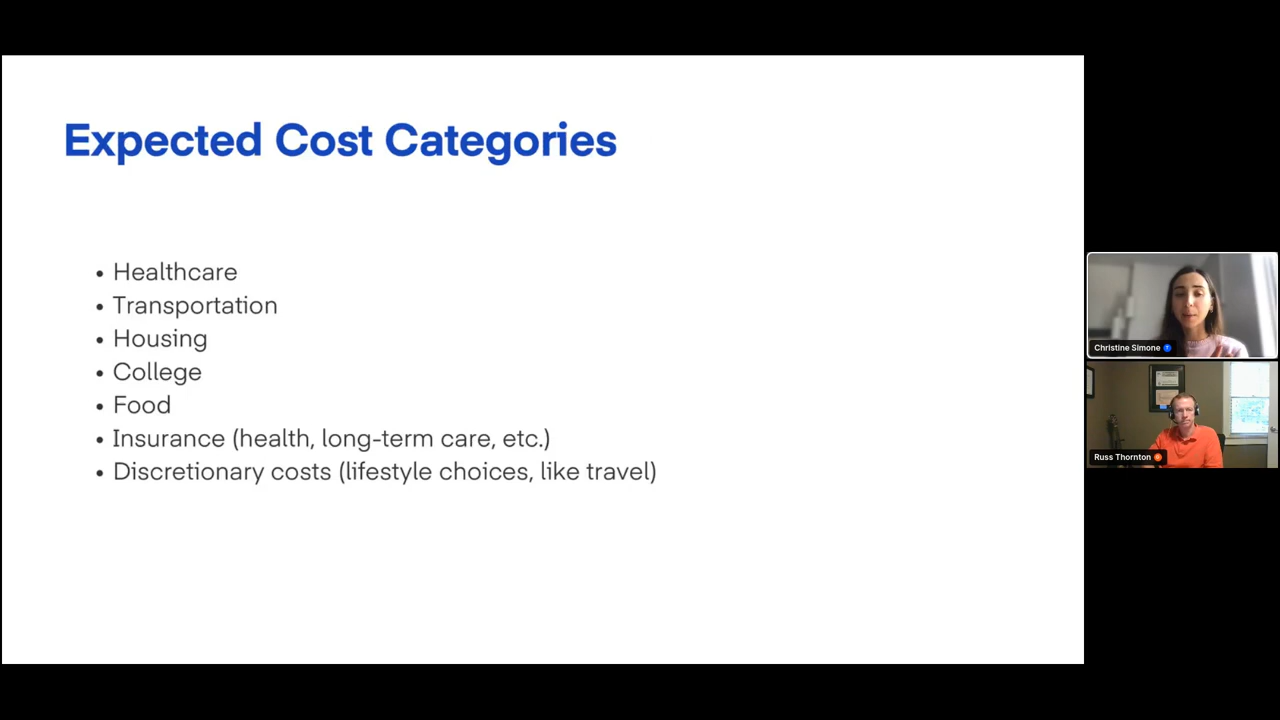 Expected Cost Categories
• Healthcare
• Transportation
• Housing
• College
• Food
• Insurance (health, long-term care, etc.)
• Discretionary costs (lifestyle choices, like travel)
Christine Simone
Russ Thornton